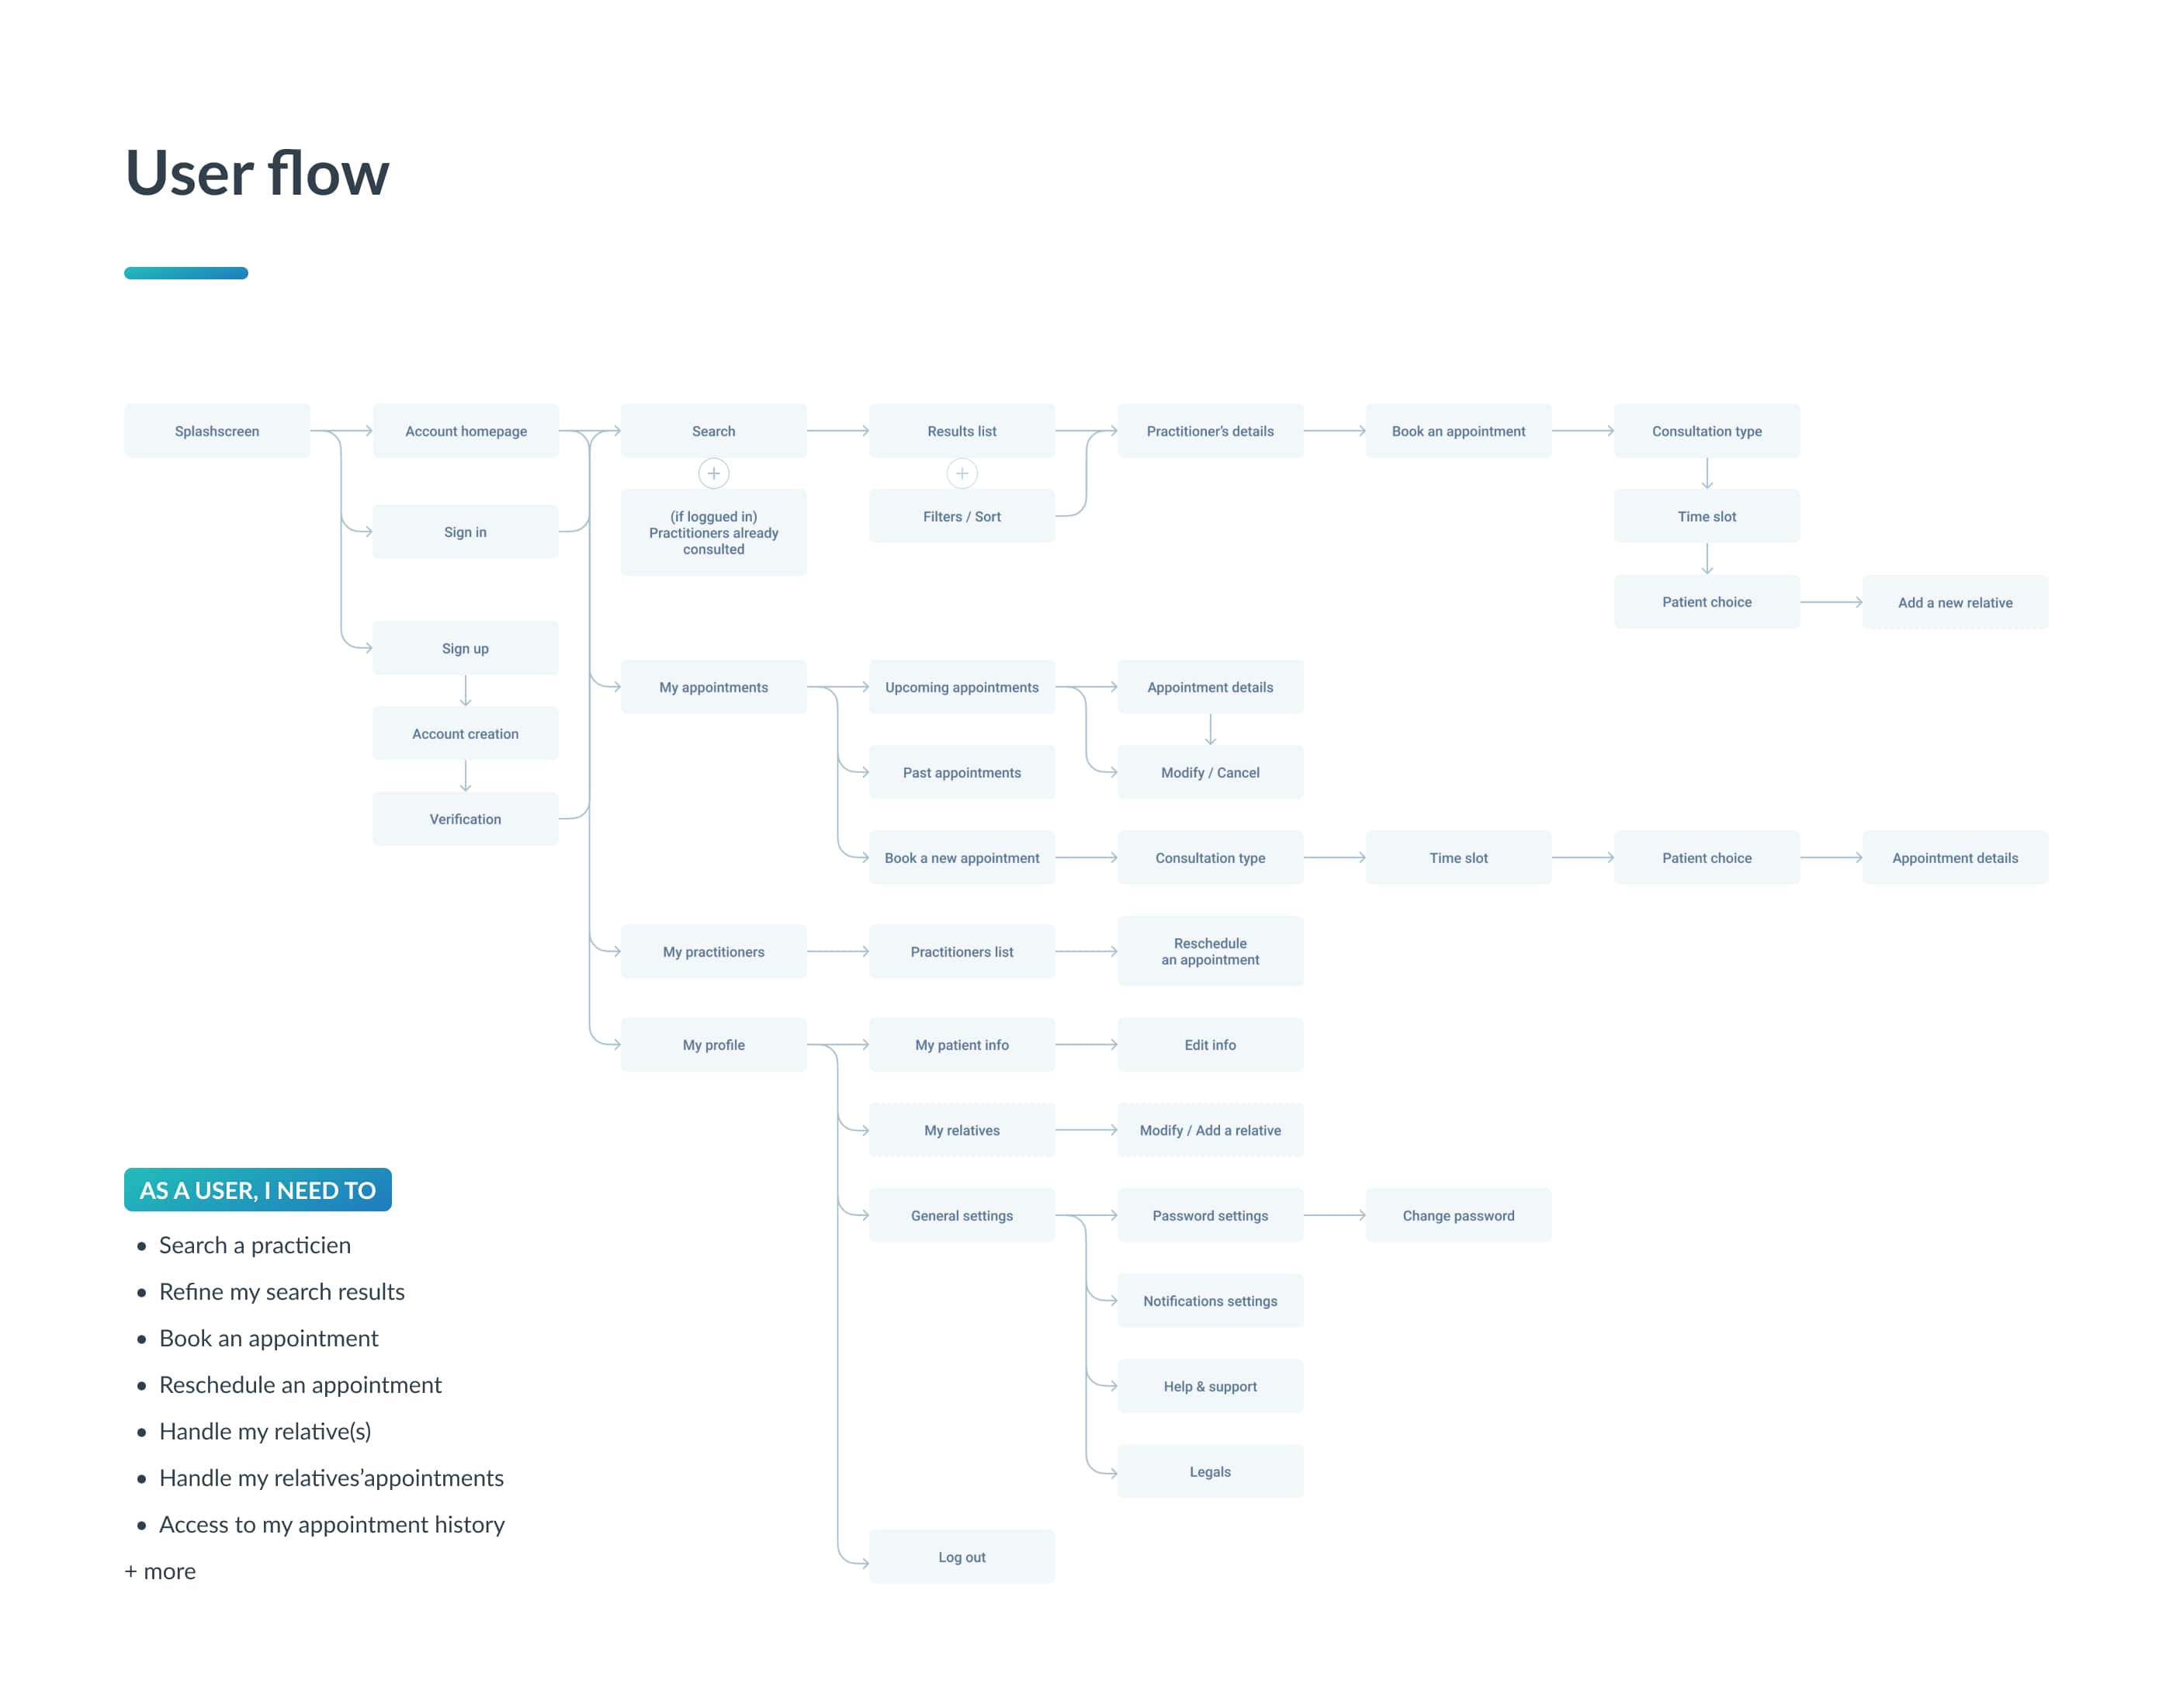 User flow
Splashscreen
Account homepage
Search
Results list
Practitioner's details
Book an appointment
Consultation type
Sign in
(if loggued in)
Practitioners already
consulted
Filters / Sort
Time slot
Patient choice
Add a new relative
Sign up
Account creation
Verification
My appointments
Upcoming appointments
Appointment details
Past appointments
Modify / Cancel
Book a new appointment
Consultation type
Time slot
Patient choice
Appointment details
My practitioners
Practitioners list
Reschedule
an appointment
My profile
My patient info
Edit info
My relatives
Modify / Add a relative
General settings
Password settings
Change password
Notifications settings
Help & support
Legals
Log out
AS A USER, I NEED TO
• Search a practicien
• Refine my search results
• Book an appointment
• Reschedule an appointment
• Handle my relative(s)
• Handle my relatives'appointments
• Access to my appointment history
+ more